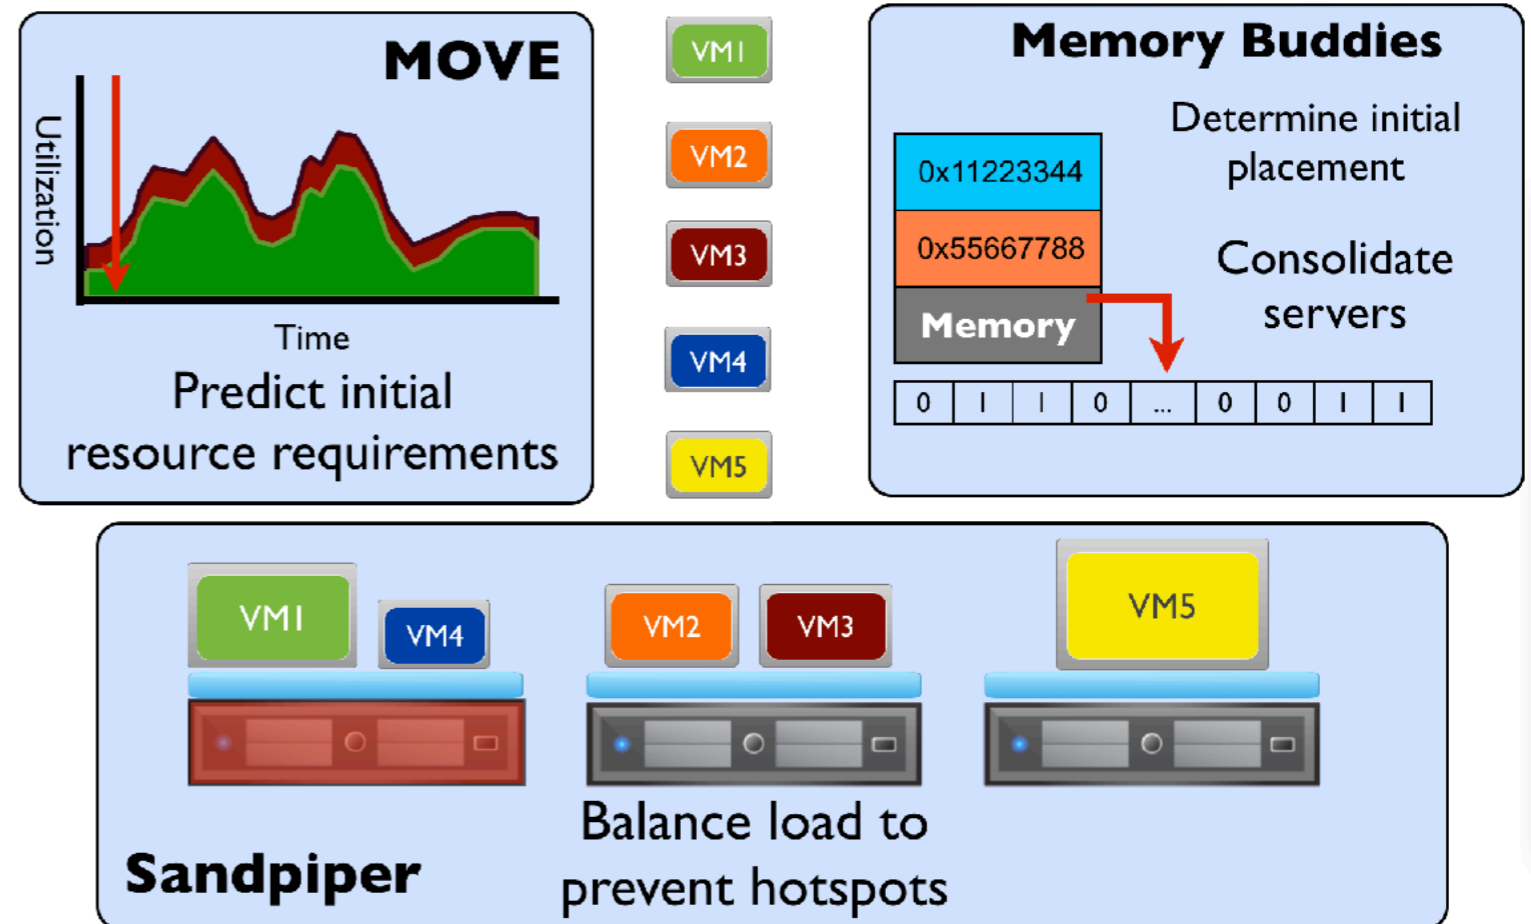 MOVE
Utilization
Time
Predict initial
resource requirements
VM1
VM2
VM3
VM4
VM5
Memory Buddies
Determine initial
placement
0x11223344
0x55667788
Memory
Consolidate
servers
0 1 1 0 ... 0 0 1 1
VM1
VM4
VM2
VM3
VM5
Balance load to
prevent hotspots
Sandpiper